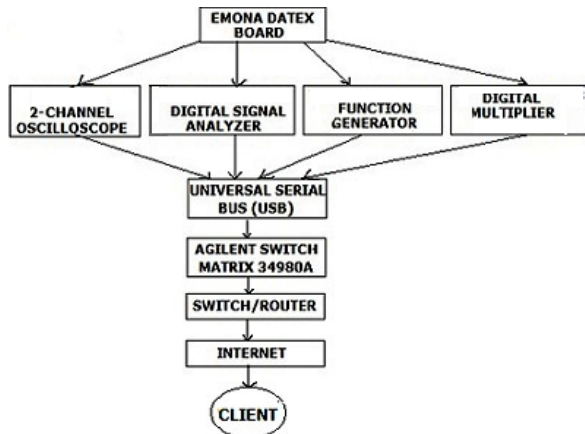 EMONA DATEX
BOARD
2-CHANNEL
OSCILLOSCOPE
DIGITAL SIGNAL
ANALYZER
FUNCTION
GENERATOR
DIGITAL
MULTIPLIER
UNIVERSAL SERIAL
BUS (USB)
AGILENT SWITCH
MATRIX 34980A
SWITCH/ROUTER
INTERNET
CLIENT